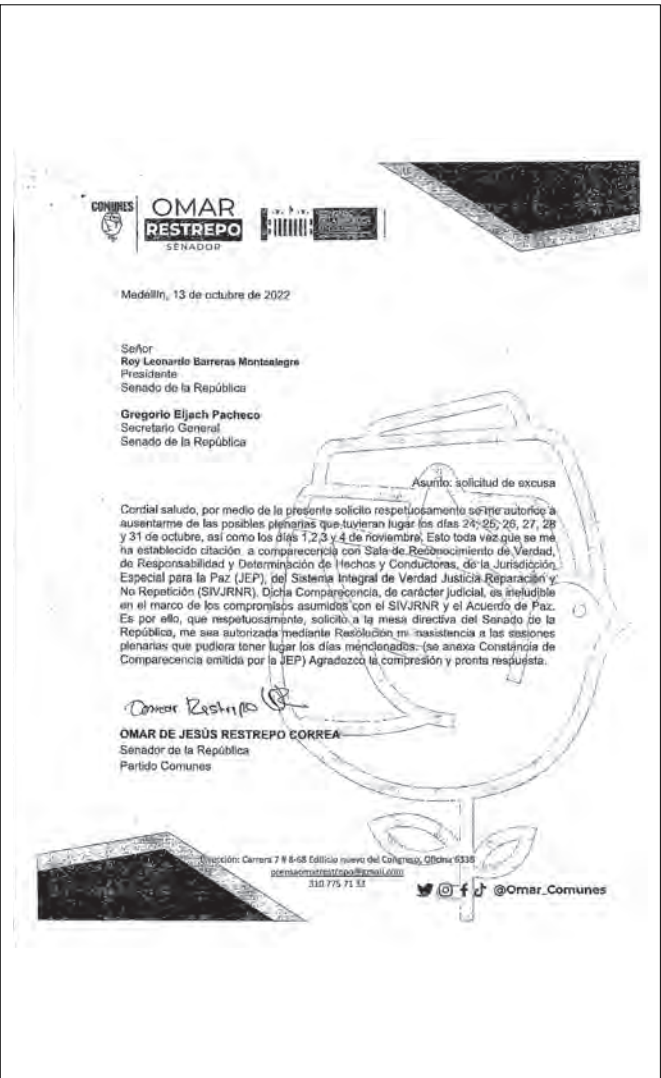 COMUNES
OMAR
RESTREPO
SENADOR
Medellín, 13 de octubre de 2022
Señor
Roy Leonardo Barreras Montealegre
Presidente
Senado de la República
Gregorio Eljach Pacheco
Secretario General
Senado de la República
Asunto: solicitud de excusa
Cordial saludo, por medio de la presente solicito respetuosamente se me autorice a
ausentarme de las posibles plenarias que tuvieran lugar los días 24, 25, 26, 27, 28
y 31 de octubre, así como los días 1,2,3 y 4 de noviembre. Esto toda vez que se me
ha establecido citación a comparecencia con Sala de Reconocimiento de Verdad,
de Responsabilidad y Determinación de Hechos y Conductoras, de la Jurisdicción
Especial para la Paz (JEP), del Sistema Integral de Verdad Justicia Reparación y
No Repetición (SIVJRNR). Dicha Comparecencia, de carácter judicial, es ineludible
en el marco de los compromisos asumidos con el SIVJRNR y el Acuerdo de Paz.
Es por ello, que respetuosamente, solicito a la mesa directiva del Senado de la
República, me sea autorizada mediante Resolución mi inasistencia a las sesiones
plenarias que pudiera tener lugar los días mencionados. (se anexa Constancia de
Comparecencia emitida por la JEP) Agradezco la compresión y pronta respuesta.
Omar Restrepo
OMAR DE JESÚS RESTREPO CORREA
Senador de la República
Partido Comunes
Dirección: Carrera 7 # 8-68 Edificio nuevo del Congreso, Oficina 633B
prensaomarrestrepo@gmail.com
310 775 71 33
@Omar_Comunes